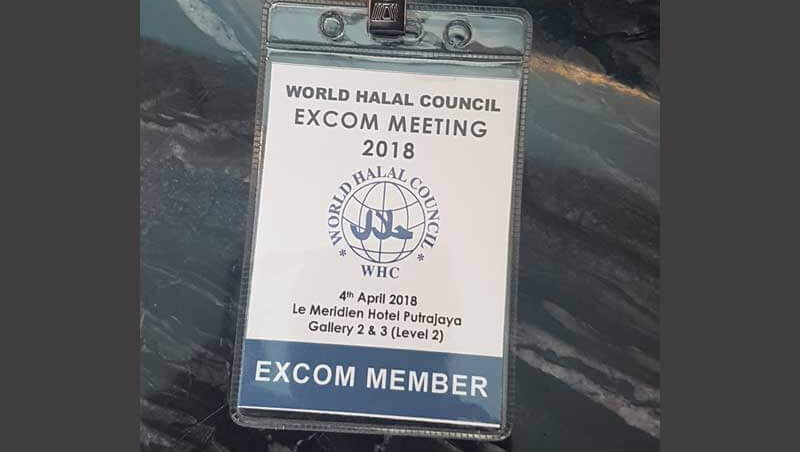 WORLD HALAL COUNCIL
EXCOM MEETING
2018
* WORLD HALAL COUNCIL *
حلال
WHC
4th April 2018
Le Meridien Hotel Putrajaya
Gallery 2 & 3 (Level 2)
EXCOM MEMBER